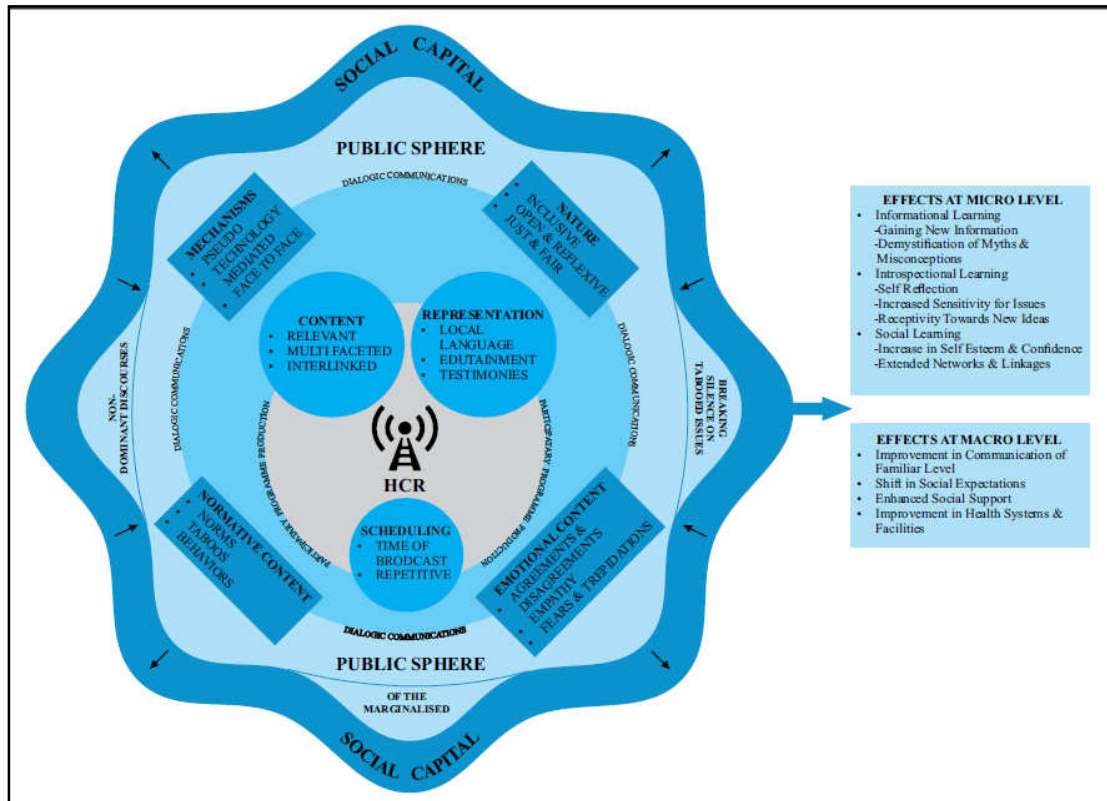 SOCIAL CAPITAL
PUBLIC SPHERE
DIALOGIC COMMUNICATIONS
MECHANISMS
• PSEUDO
• TECHNOLOGY
MEDIATED
• FACE TO FACE
NATURE
• INCLUSIVE
• OPEN & REFLEXIVE
• JUST & FAIR
CONTENT
• RELEVANT
• MULTI FACETED
• INTERLINKED
REPRESENTATION
• LOCAL
LANGUAGE
• EDUTAINMENT
• TESTIMONIES
DIALOGIC COMMUNICATIONS
DIALOGIC COMMUNICATIONS
NON-
DOMINANT DISCOURSES
BREAKING
SILENCE ON
TABOOID ISSUES
PARTICIPATARY PROGRAMME PRODUCTION
PARTICIPATARY PROGRAMME PRODUCTION
HCR
SCHEDULING
• TIME OF
BRODCAST
• REPETITIVE
NORMATIVE CONTENT
• NORMS
• TABOOS
• BEHAVIORS
EMOTIONAL CONTENT
• AGREEMENTS &
DISAGREEMENTS
• EMPATHY
• FEARS & TREPIDATIONS
DIALOGIC COMMUNICATIONS
PUBLIC SPHERE
OF THE
MARGINALISED
SOCIAL CAPITAL
EFFECTS AT MICRO LEVEL
• Informational Learning
-Gaining New Information
-Demystification of Myths &
Misconceptions
• Introspectional Learning
-Self Reflection
-Increased Sensitivity for Issues
-Receptivity Towards New Ideas
• Social Learning
-Increase in Self Esteem & Confidence
-Extended Networks & Linkages
EFFECTS AT MACRO LEVEL
• Improvement in Communication of
Familiar Level
• Shift in Social Expectations
• Enhanced Social Support
• Improvement in Health Systems &
Facilities